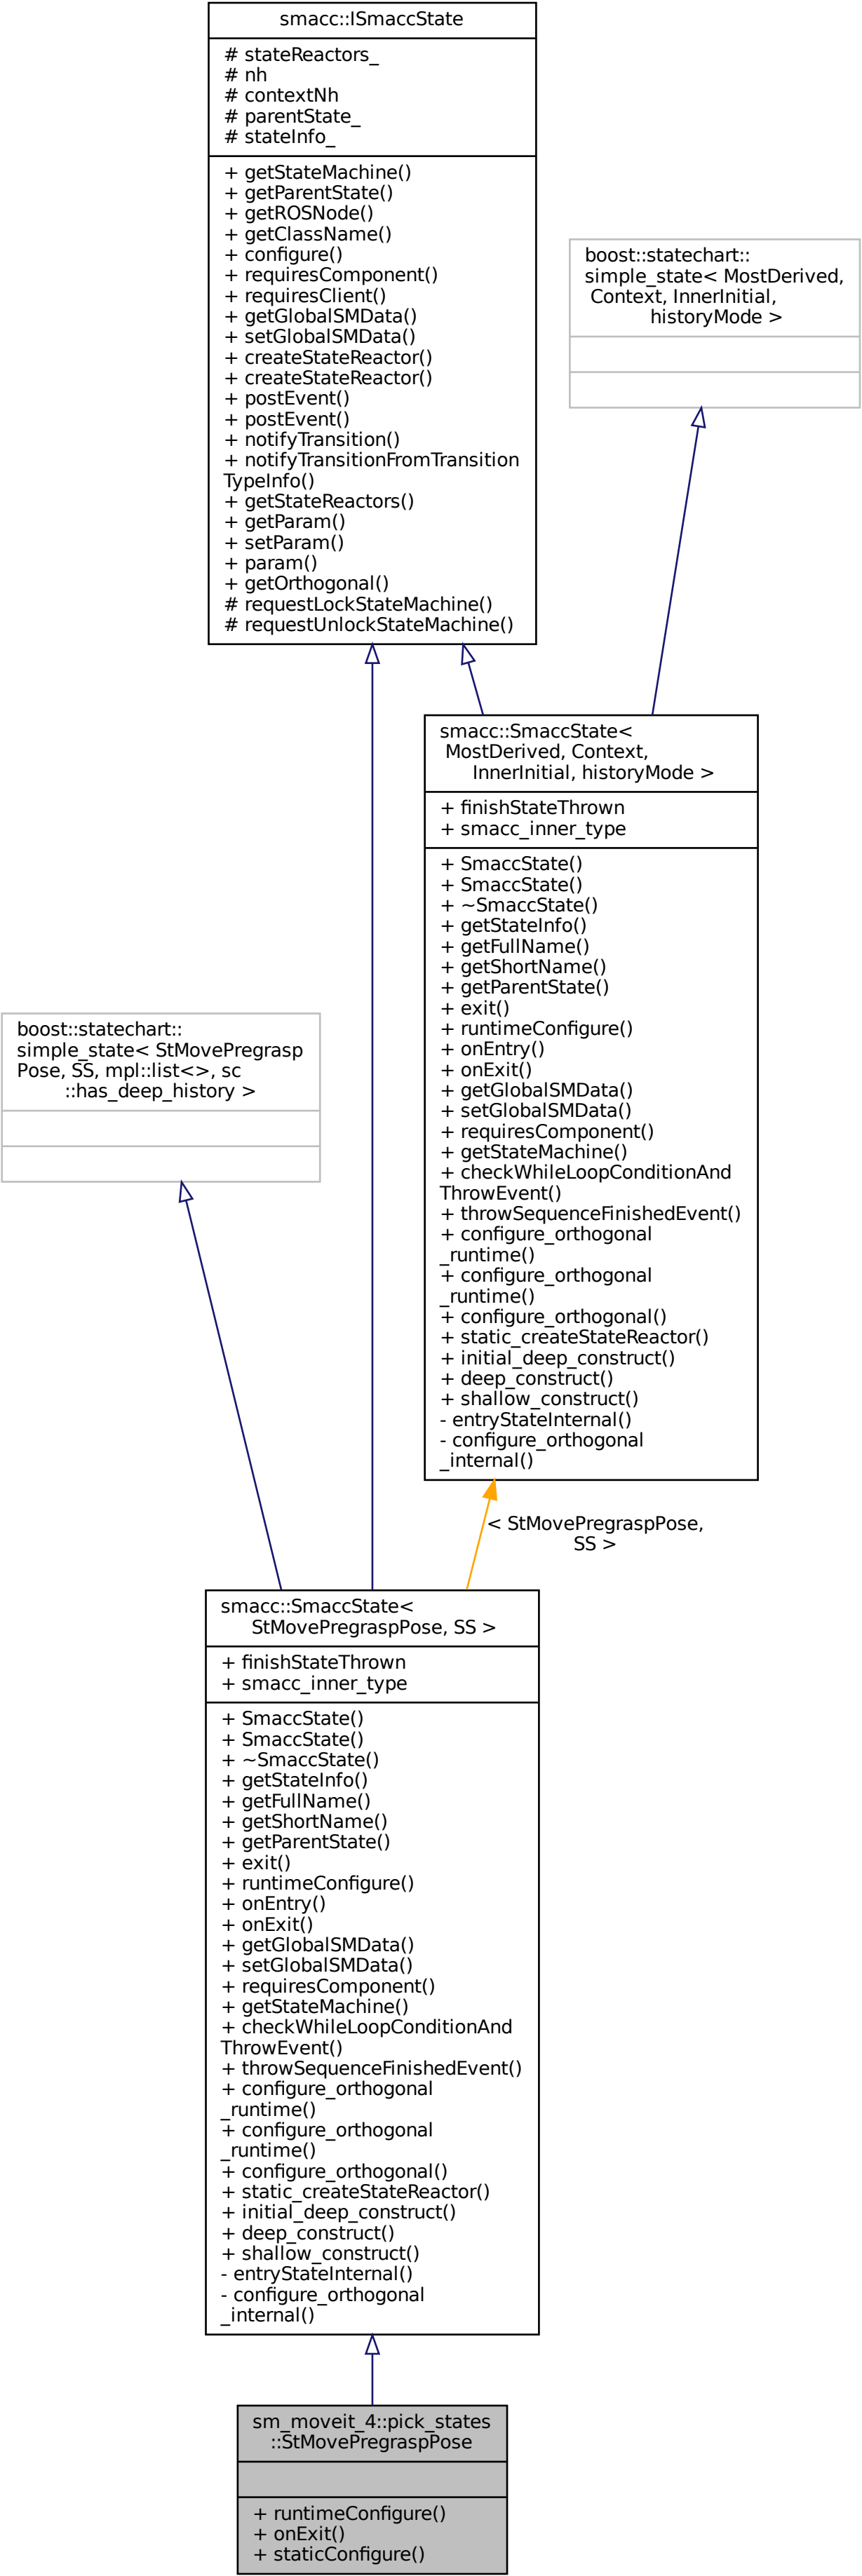 smacc::ISmaccState
# stateReactors_
# nh
# contextNh
# parentState_
# stateInfo_
+ getStateMachine()
+ getParentState()
+ getROSNode()
+ getClassName()
+ configure()
+ requiresComponent()
+ requiresClient()
+ getGlobalSMData()
+ setGlobalSMData()
+ createStateReactor()
+ createStateReactor()
+ postEvent()
+ postEvent()
+ notifyTransition()
+ notifyTransitionFromTransition
TypeInfo()
+ getStateReactors()
+ getParam()
+ setParam()
+ param()
+ getOrthogonal()
# requestLockStateMachine()
# requestUnlockStateMachine()
boost::statechart::
simple_state< MostDerived,
Context, InnerInitial,
historyMode >
smacc::SmaccState<
MostDerived, Context,
InnerInitial, historyMode >
+ finishStateThrown
+ smacc_inner_type
+ SmaccState()
+ SmaccState()
+ ~SmaccState()
+ getStateInfo()
+ getFullName()
+ getShortName()
+ getParentState()
+ exit()
+ runtimeConfigure()
+ onEntry()
+ onExit()
+ getGlobalSMData()
+ setGlobalSMData()
+ requiresComponent()
+ getStateMachine()
+ checkWhileLoopConditionAnd
ThrowEvent()
+ throwSequenceFinishedEvent()
+ configure_orthogonal
_runtime()
+ configure_orthogonal
_runtime()
+ configure_orthogonal()
+ static_createStateReactor()
+ initial_deep_construct()
+ deep_construct()
+ shallow_construct()
- entryStateInternal()
- configure_orthogonal
_internal()
boost::statechart::
simple_state< StMovePregrasp
Pose, SS, mpl::list<>, sc
::has_deep_history >
< StMovePregraspPose,
SS >
smacc::SmaccState<
StMovePregraspPose, SS >
+ finishStateThrown
+ smacc_inner_type
+ SmaccState()
+ SmaccState()
+ ~SmaccState()
+ getStateInfo()
+ getFullName()
+ getShortName()
+ getParentState()
+ exit()
+ runtimeConfigure()
+ onEntry()
+ onExit()
+ getGlobalSMData()
+ setGlobalSMData()
+ requiresComponent()
+ getStateMachine()
+ checkWhileLoopConditionAnd
ThrowEvent()
+ throwSequenceFinishedEvent()
+ configure_orthogonal
_runtime()
+ configure_orthogonal
_runtime()
+ configure_orthogonal()
+ static_createStateReactor()
+ initial_deep_construct()
+ deep_construct()
+ shallow_construct()
- entryStateInternal()
- configure_orthogonal
_internal()
sm_moveit_4::pick_states
::StMovePregraspPose
+ runtimeConfigure()
+ onExit()
+ staticConfigure()